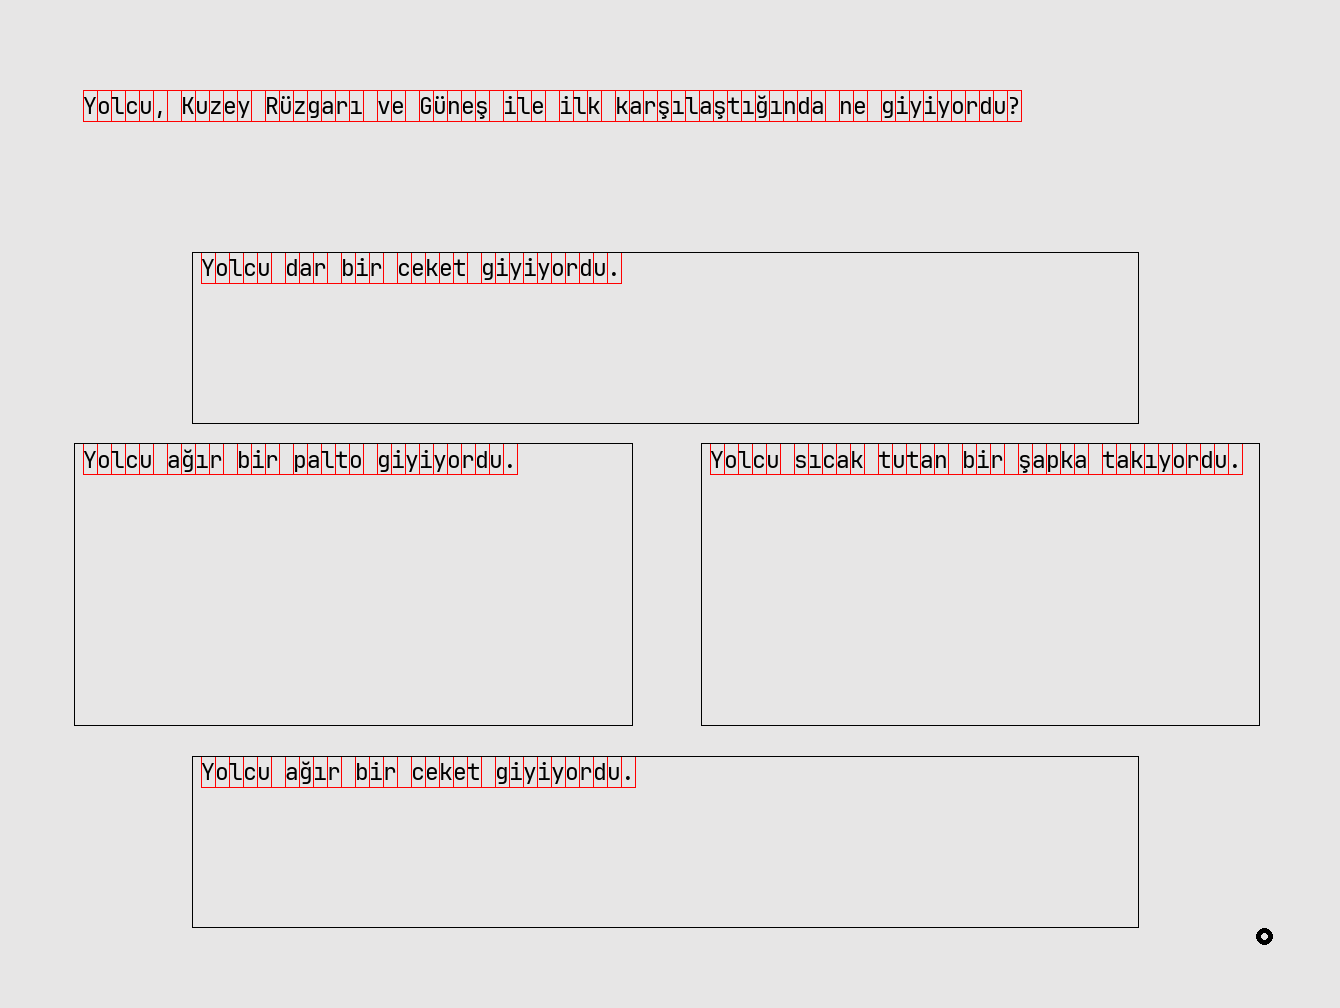 Yolcu, Kuzey Rüzgarı ve Güneş ile ilk karşılaştığında ne giyiyordu?
Yolcu dar bir ceket giyiyordu.
Yolcu ağır bir palto giyiyordu.
Yolcu sıcak tutan bir şapka takıyordu.
Yolcu ağır bir ceket giyiyordu.